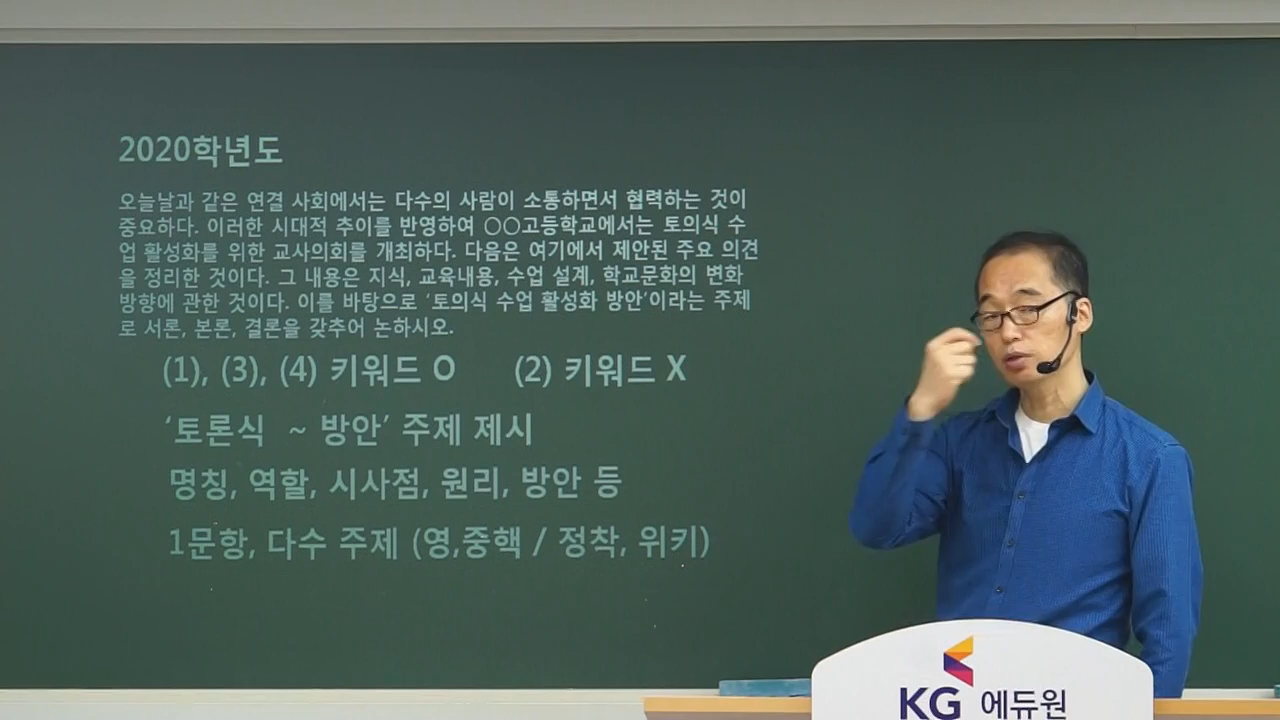 2020학년도
오늘날과 같은 연결 사회에서는 다수의 사람이 소통하면서 협력하는 것이
중요하다. 이러한 시대적 추이를 반영하여 ○○고등학교에서는 토의식 수
업 활성화를 위한 교사의회를 개최하다. 다음은 여기에서 제안된 주요 의견
을 정리한 것이다. 그 내용은 지식, 교육내용, 수업 설계, 학교문화의 변화
방향에 관한 것이다. 이를 바탕으로 '토의식 수업 활성화 방안'이라는 주제
로 서론, 본론, 결론을 갖추어 논하시오.
(1), (3), (4) 키워드 O (2) 키워드 X
'토론식 ~ 방안' 주제 제시
명칭, 역할, 시사점, 원리, 방안 등
1문항, 다수 주제 (영,중핵 / 정착, 위키)
KG 에듀원